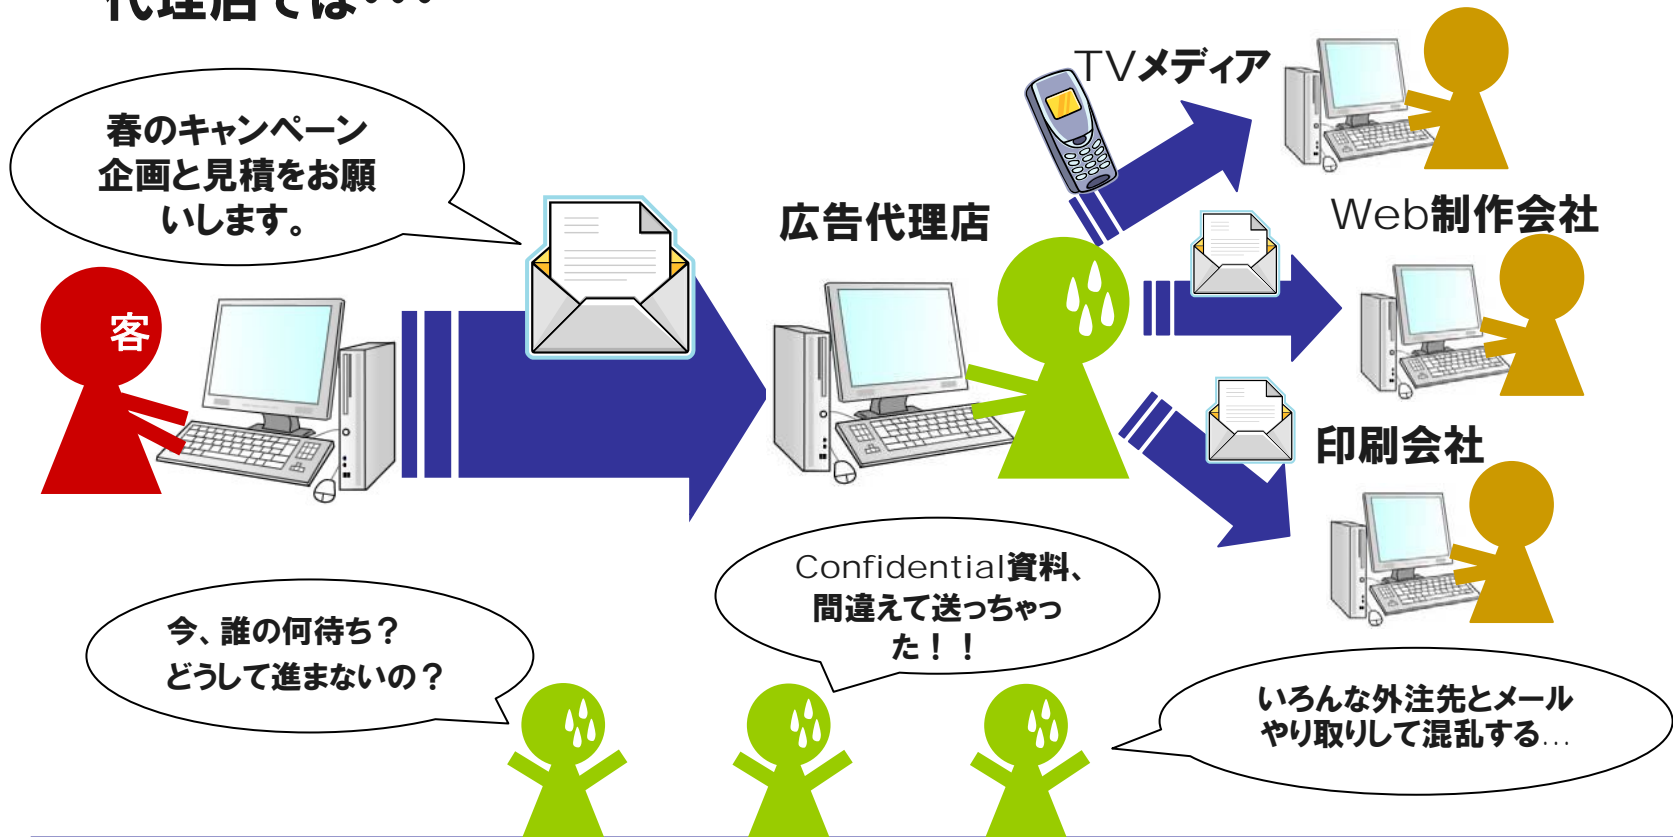 代理店では・・・
春のキャンペーン
企画と見積をお願
いします。
客
広告代理店
TVメディア
Web制作会社
印刷会社
今、誰の何待ち？
どうして進まないの？
Confidential資料、
間違えて送っちゃっ
た！！
いろんな外注先とメール
やり取りして混乱する…